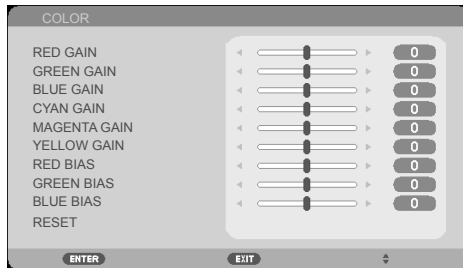 COLOR
RED GAIN 0
GREEN GAIN 0
BLUE GAIN 0
CYAN GAIN 0
MAGENTA GAIN 0
YELLOW GAIN 0
RED BIAS 0
GREEN BIAS 0
BLUE BIAS 0
RESET
ENTER EXIT